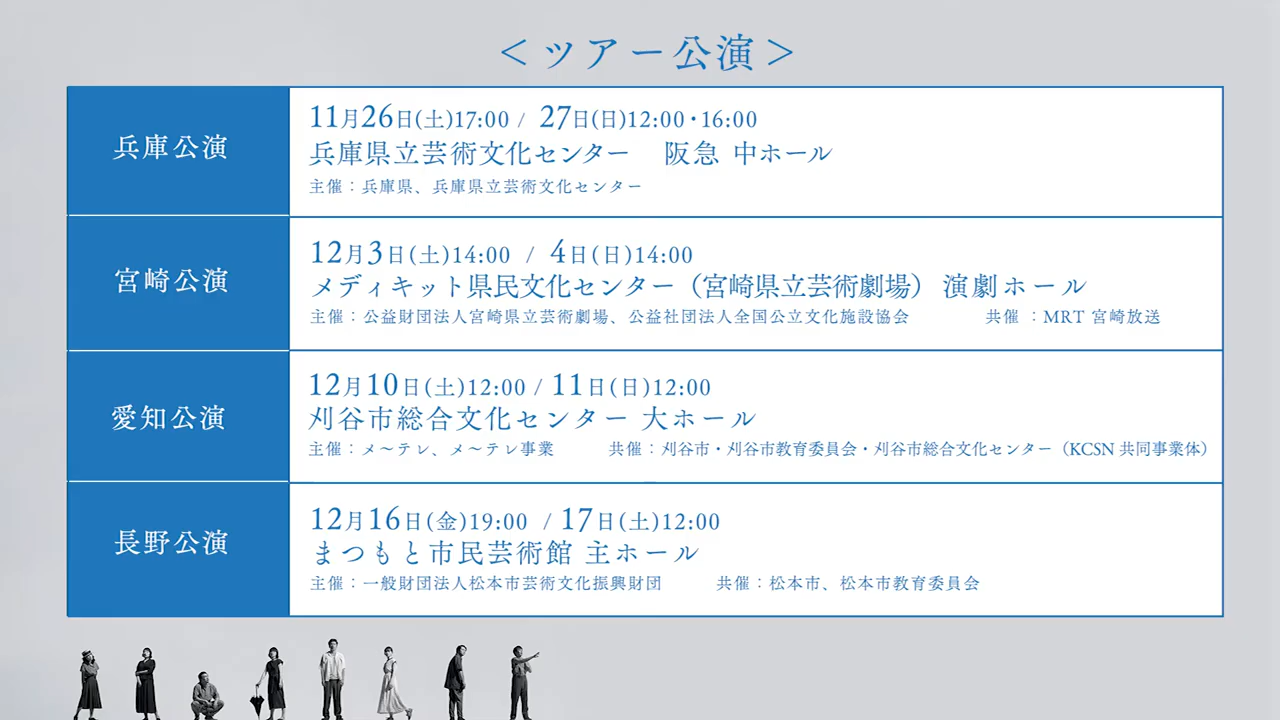 ＜ツアー公演＞
兵庫公演
11月26日(土)17:00 / 27日(日)12:00・16:00
兵庫県立芸術文化センター　阪急 中ホール
主催：兵庫県、兵庫県立芸術文化センター
宮崎公演
12月3日(土)14:00 / 4日(日)14:00
メディキット県民文化センター（宮崎県立芸術劇場） 演劇ホール
主催：公益財団法人宮崎県立芸術劇場、公益社団法人全国公立文化施設協会　共催：MRT 宮崎放送
愛知公演
12月10日(土)12:00 / 11日(日)12:00
刈谷市総合文化センター 大ホール
主催：メ〜テレ、メ〜テレ事業　共催：刈谷市・刈谷市教育委員会・刈谷市総合文化センター（KCSN 共同事業体）
長野公演
12月16日(金)19:00 / 17日(土)12:00
まつもと市民芸術館 主ホール
主催：一般財団法人松本市芸術文化振興財団　共催：松本市、松本市教育委員会